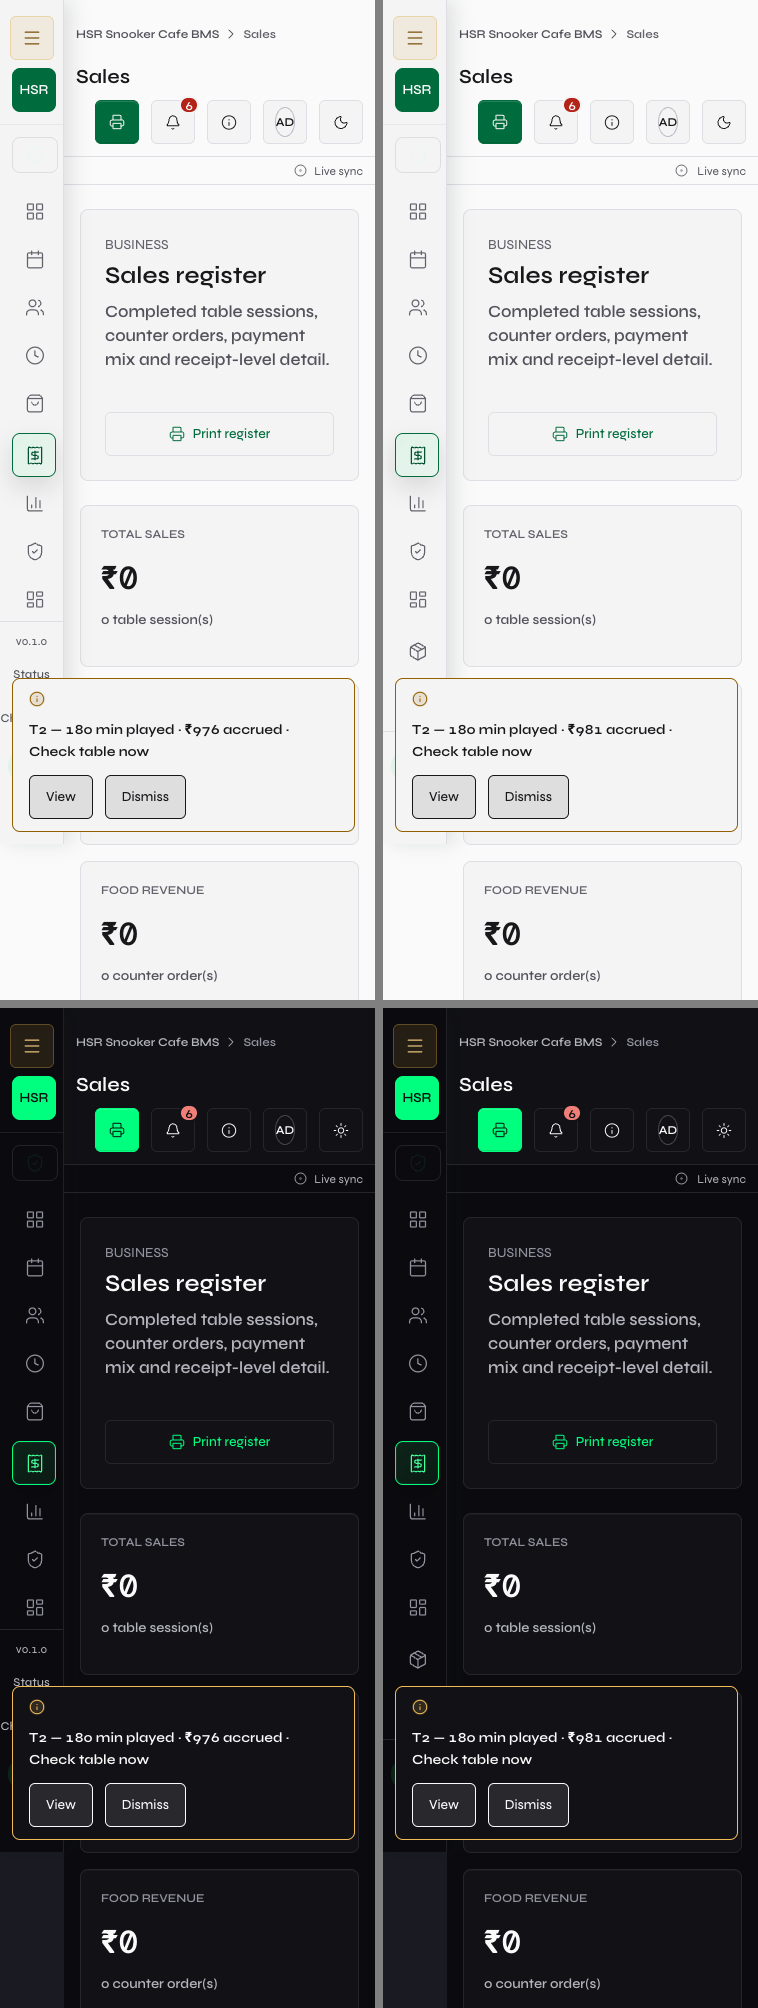 HSR Snooker Cafe BMS > Sales
HSR
Sales
6
AD
Live sync
BUSINESS
Sales register
Completed table sessions,
counter orders, payment
mix and receipt-level detail.
Print register
TOTAL SALES
₹0
0 table session(s)
v0.1.0
Status
T2 — 180 min played · ₹976 accrued ·
Check table now
View
Dismiss
FOOD REVENUE
₹0
0 counter order(s)
HSR Snooker Cafe BMS > Sales
HSR
Sales
6
AD
Live sync
BUSINESS
Sales register
Completed table sessions,
counter orders, payment
mix and receipt-level detail.
Print register
TOTAL SALES
₹0
0 table session(s)
T2 — 180 min played · ₹981 accrued ·
Check table now
View
Dismiss
FOOD REVENUE
₹0
0 counter order(s)
HSR Snooker Cafe BMS > Sales
HSR
Sales
6
AD
Live sync
BUSINESS
Sales register
Completed table sessions,
counter orders, payment
mix and receipt-level detail.
Print register
TOTAL SALES
₹0
0 table session(s)
v0.1.0
Status
T2 — 180 min played · ₹976 accrued ·
Check table now
View
Dismiss
FOOD REVENUE
₹0
0 counter order(s)
HSR Snooker Cafe BMS > Sales
HSR
Sales
6
AD
Live sync
BUSINESS
Sales register
Completed table sessions,
counter orders, payment
mix and receipt-level detail.
Print register
TOTAL SALES
₹0
0 table session(s)
T2 — 180 min played · ₹981 accrued ·
Check table now
View
Dismiss
FOOD REVENUE
₹0
0 counter order(s)